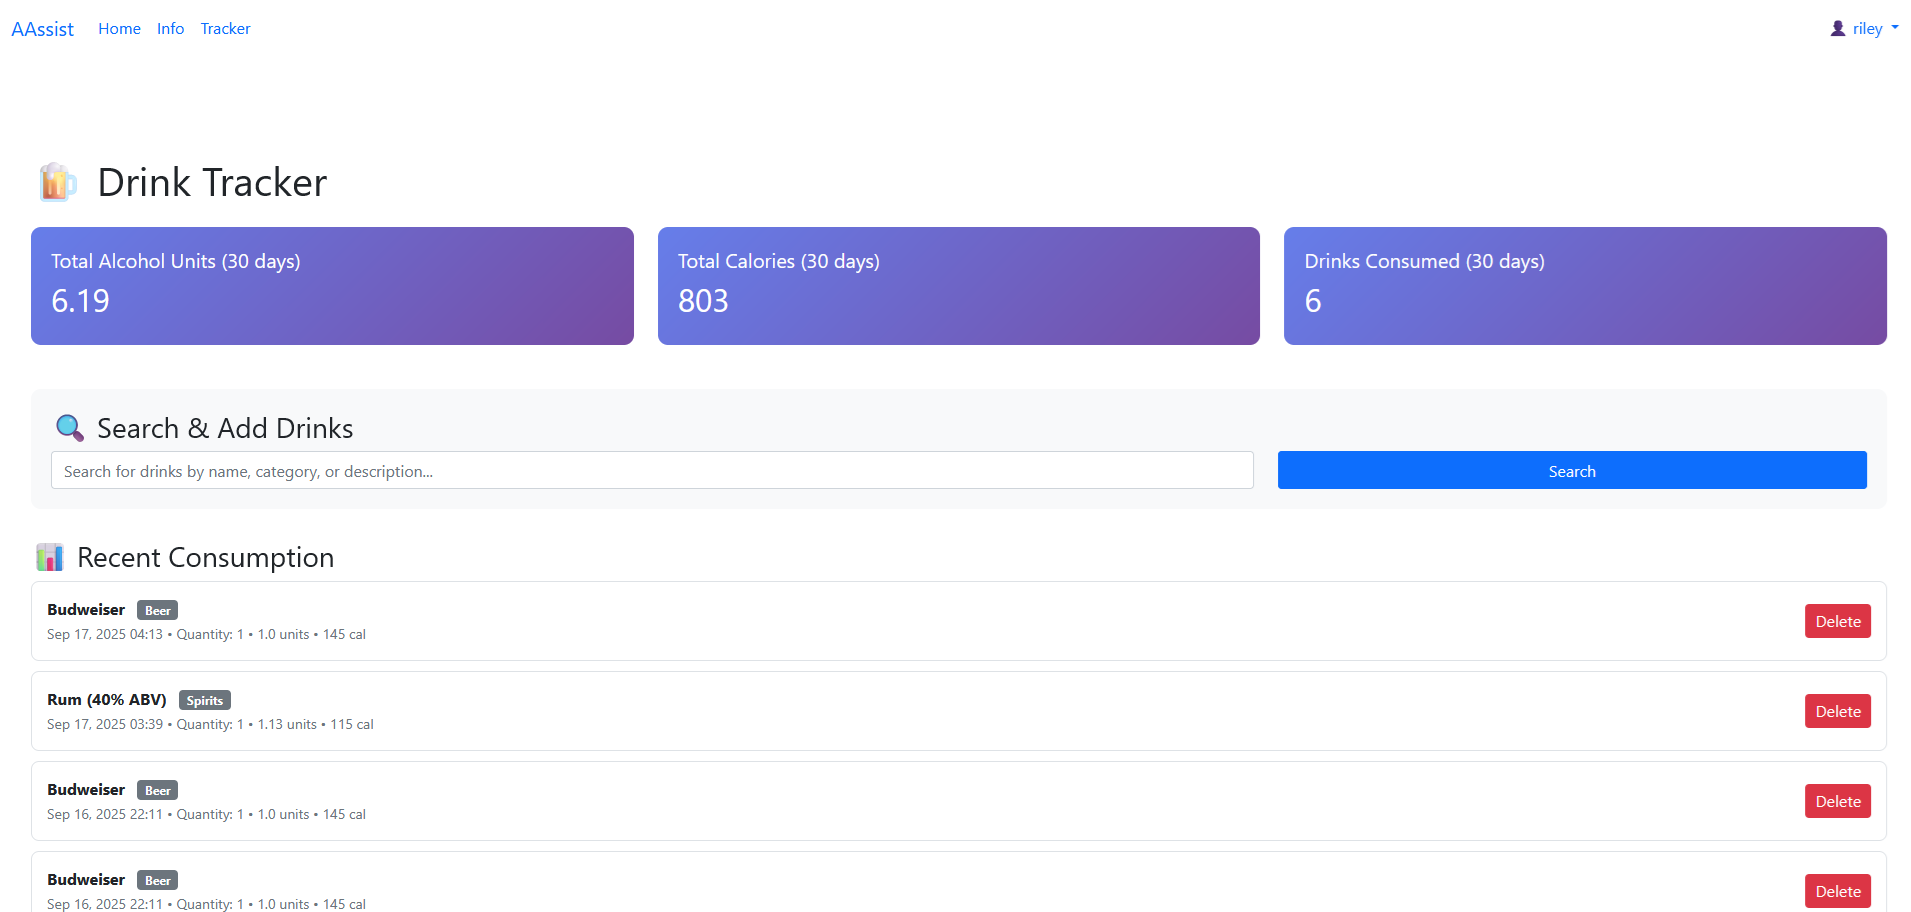 AAssist Home Info Tracker riley
Drink Tracker
Total Alcohol Units (30 days)
6.19
Total Calories (30 days)
803
Drinks Consumed (30 days)
6
Search & Add Drinks
Search for drinks by name, category, or description...
Search
Recent Consumption
Budweiser Beer
Sep 17, 2025 04:13 • Quantity: 1 • 1.0 units • 145 cal
Delete
Rum (40% ABV) Spirits
Sep 17, 2025 03:39 • Quantity: 1 • 1.13 units • 115 cal
Delete
Budweiser Beer
Sep 16, 2025 22:11 • Quantity: 1 • 1.0 units • 145 cal
Delete
Budweiser Beer
Sep 16, 2025 22:11 • Quantity: 1 • 1.0 units • 145 cal
Delete